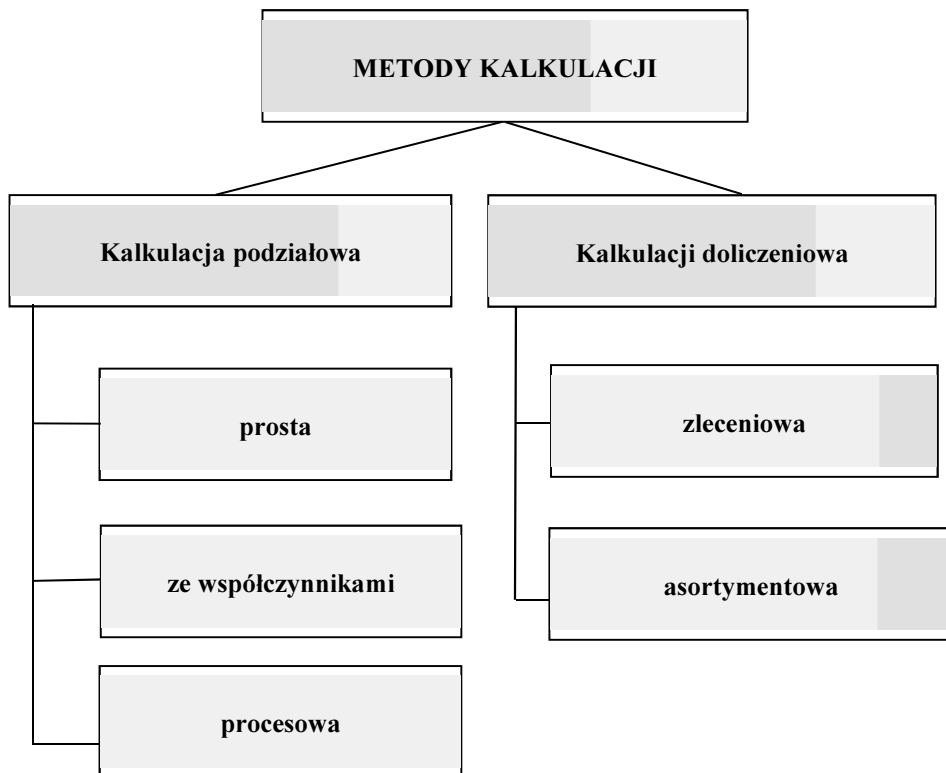 METODY KALKULACJI
Kalkulacja podziałowa
Kalkulacji doliczeniowa
prosta
zleceniowa
ze współczynnikami
asortymentowa
procesowa